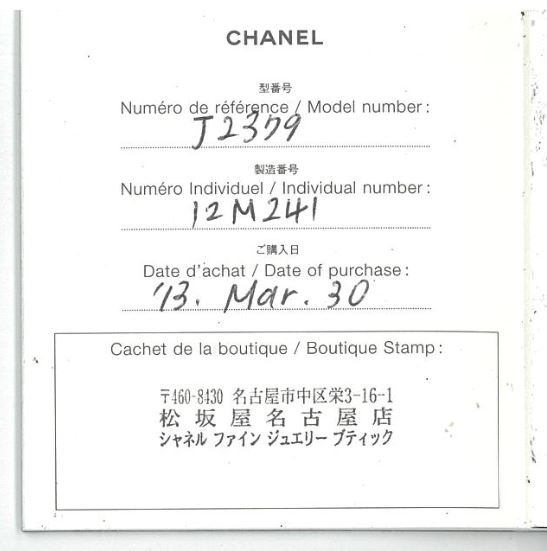 CHANEL
型番号
Numéro de référence / Model number:
J2379
製造番号
Numéro Individuel / Individual number:
12M241
ご購入日
Date d'achat / Date of purchase:
'13. Mar. 30
Cachet de la boutique / Boutique Stamp:
〒460-8430 名古屋市中区栄3-16-1
松坂屋名古屋店
シャネル ファイン ジュエリー ブティック